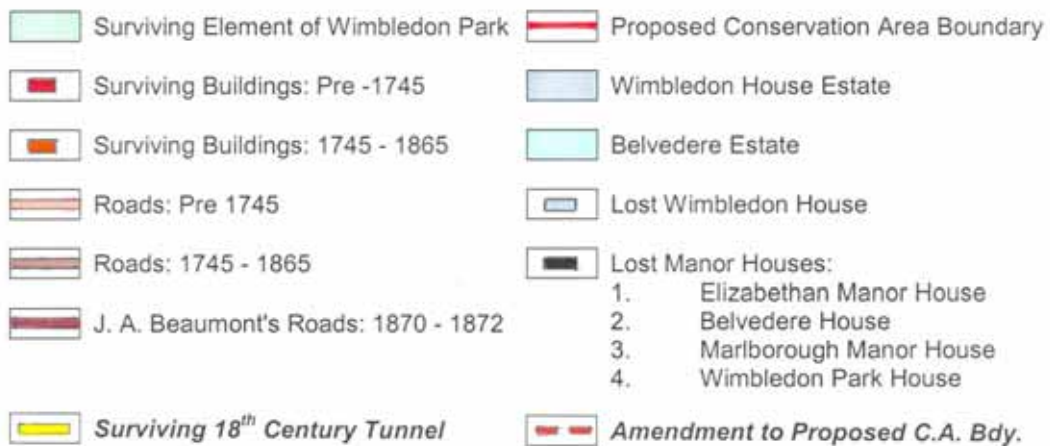 Surviving Element of Wimbledon Park
Surviving Buildings: Pre -1745
Surviving Buildings: 1745 - 1865
Roads: Pre 1745
Roads: 1745 - 1865
J. A. Beaumont's Roads: 1870 - 1872
Surviving 18th Century Tunnel
Proposed Conservation Area Boundary
Wimbledon House Estate
Belvedere Estate
Lost Wimbledon House
Lost Manor Houses:
1. Elizabethan Manor House
2. Belvedere House
3. Marlborough Manor House
4. Wimbledon Park House
Amendment to Proposed C.A. Bdy.